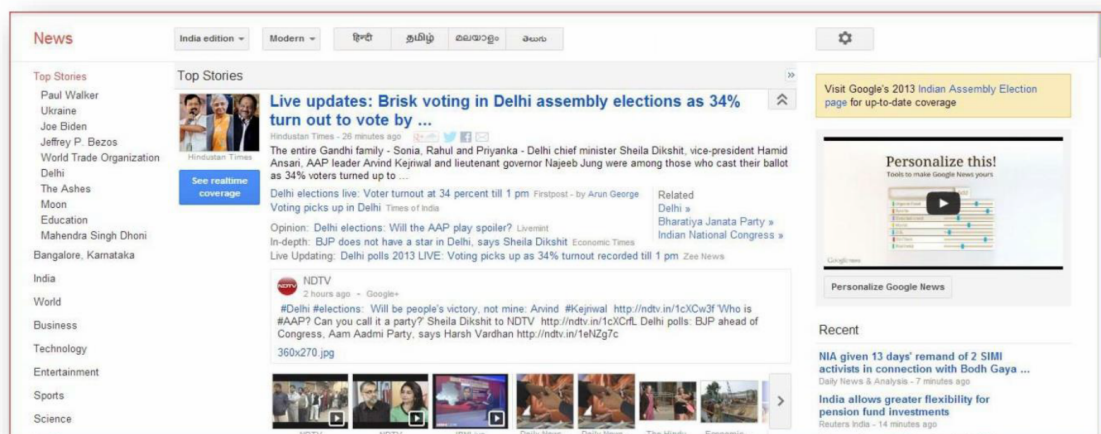 News
India edition
Modern
हिन्दी
தமிழ்
മലയാളം
తెలుగు
Top Stories
Paul Walker
Ukraine
Joe Biden
Jeffrey P. Bezos
World Trade Organization
Delhi
The Ashes
Moon
Education
Mahendra Singh Dhoni
Bangalore, Karnataka
India
World
Business
Technology
Entertainment
Sports
Science
Top Stories
Hindustan Times
See realtime
coverage
Live updates: Brisk voting in Delhi assembly elections as 34%
turn out to vote by ...
Hindustan Times - 26 minutes ago
The entire Gandhi family - Sonia, Rahul and Priyanka - Delhi chief minister Sheila Dikshit, vice-president Hamid
Ansari, AAP leader Arvind Kejriwal and lieutenant governor Najeeb Jung were among those who cast their ballot
as 34% voters turned up to ...
Delhi elections live: Voter turnout at 34 percent till 1 pm Firstpost - by Arun George
Voting picks up in Delhi Times of India
Opinion: Delhi elections: Will the AAP play spoiler? Livemint
In-depth: BJP does not have a star in Delhi, says Sheila Dikshit Economic Times
Live Updating: Delhi polls 2013 LIVE: Voting picks up as 34% turnout recorded till 1 pm Zee News
Related
Delhi »
Bharatiya Janata Party »
Indian National Congress »
NDTV
NDTV
2 hours ago - Google+
#Delhi #elections: Will be people's victory, not mine: Arvind #Kejriwal http://ndtv.in/1cXCw3f 'Who is
#AAP? Can you call it a party?' Sheila Dikshit to NDTV http://ndtv.in/1cXCrfL Delhi polls: BJP ahead of
Congress, Aam Aadmi Party, says Harsh Vardhan http://ndtv.in/1eNZg7c
360x270.jpg
NDTV
NDTV
IBNLive
Daily News
Daily News
The Hindu
Economic
Visit Google's 2013 Indian Assembly Election
page for up-to-date coverage
Personalize this!
Tools to make Google News yours
Google news
Personalize Google News
Recent
NIA given 13 days' remand of 2 SIMI
activists in connection with Bodh Gaya ...
Daily News & Analysis - 7 minutes ago
India allows greater flexibility for
pension fund investments
Reuters India - 14 minutes ago